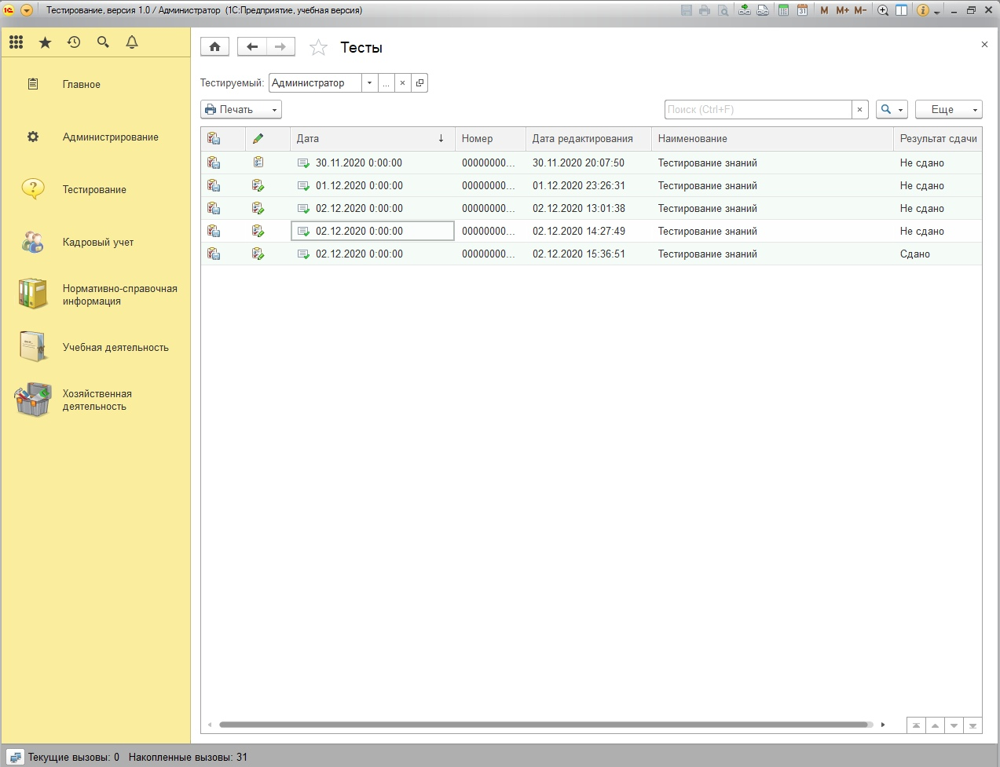 Тестирование, версия 1.0 / Администратор (1С:Предприятие, учебная версия)
M M+ M-
31
Главное
Администрирование
Тестирование
Кадровый учет
Нормативно-справочная
информация
Учебная деятельность
Хозяйственная
деятельность
Тесты
Тестируемый: Администратор ...
Печать
Поиск (Ctrl+F)
Еще
Дата Номер Дата редактирования Наименование Результат сдачи
30.11.2020 0:00:00 00000000... 30.11.2020 20:07:50 Тестирование знаний Не сдано
01.12.2020 0:00:00 00000000... 01.12.2020 23:26:31 Тестирование знаний Не сдано
02.12.2020 0:00:00 00000000... 02.12.2020 13:01:38 Тестирование знаний Не сдано
02.12.2020 0:00:00 00000000... 02.12.2020 14:27:49 Тестирование знаний Не сдано
02.12.2020 0:00:00 00000000... 02.12.2020 15:36:51 Тестирование знаний Сдано
Текущие вызовы: 0 Накопленные вызовы: 31